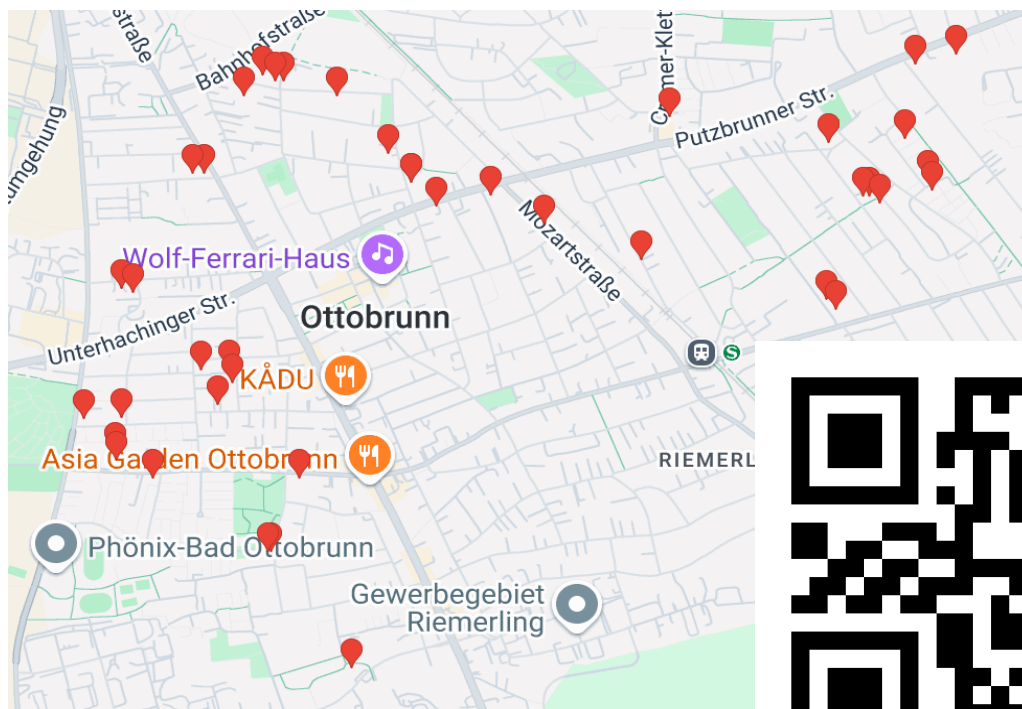 straße
Bahnhofstraße
umgehung
Putzbrunner Str.
Mozartstraße
Wolf-Ferrari-Haus
Unterhachinger Str.
Ottobrunn
S
KÅDU
Asia Garden Ottobrunn
RIEMERL
Phönix-Bad Ottobrunn
Gewerbegebiet
Riemerling